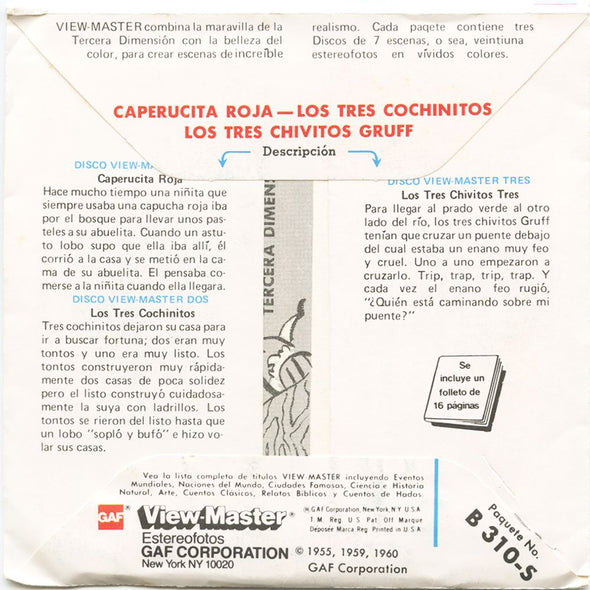 VIEW-MASTER combina la maravilla de la
Tercera Dimensión con la belleza del
color, para crear escenas de increíble
realismo. Cada paqete contiene tres
Discos de 7 escenas, o sea, veintiuna
estereofotos en vívidos colores.
CAPERUCITA ROJA — LOS TRES COCHINITOS
LOS TRES CHIVITOS GRUFF
Descripción
DISCO VIEW-MA
Caperucita Roja
Hace mucho tiempo una niñita que
siempre usaba una capucha roja iba
por el bosque para llevar unos pas-
teles a su abuelita. Cuando un astu-
to lobo supo que ella iba allí, él
corrió a la casa y se metió en la ca-
ma de su abuelita. El pensaba co-
merse a la niñita cuando ella llegara.
DISCO VIEW-MASTER DOS
Los Tres Cochinitos
Tres cochinitos dejaron su casa para
ir a buscar fortuna; dos eran muy
tontos y uno era muy listo. Los
tontos construyeron muy rápida-
mente dos casas de poca solidez
pero el listo construyó cuidadosa-
mente la suya con ladrillos. Los
tontos se rieron del listo hasta que
un lobo "sopló y bufó" e hizo vo-
lar sus casas.
TERCERA DIMENS
DISCO VIEW-MASTER TRES
Los Tres Chivitos Tres
Para llegar al prado verde al otro
lado del río, los tres chivitos Gruff
tenían que cruzar un puente debajo
del cual estaba un enano muy feo
y cruel. Uno a uno empezaron a
cruzarlo. Trip, trap, trip, trap. Y
cada vez el enano feo rugió,
"¿Quién está caminando sobre mi
puente?"
Se
incluye un
folleto de
16 páginas
Vea la lista completa de titulos VIEW-MASTER incluyendo Eventos
Mundiales, Naciones del Mundo, Ciudades Famosas, Ciencia e Historia
Natural, Arte, Cuentos Clásicos, Relatos Bíblicos y Cuentos de Hadas.
GAF® View-Master®
Estereofotos
GAF CORPORATION
New York NY 10020
GAF Corporation, New York, N.Y. U.S.A.
T.M. Reg. U.S. Pat. Off. Marque
Déposée Marca Reg. Printed in U.S.A.
© 1955, 1959, 1960
GAF Corporation
Paquete No.
B 310-S